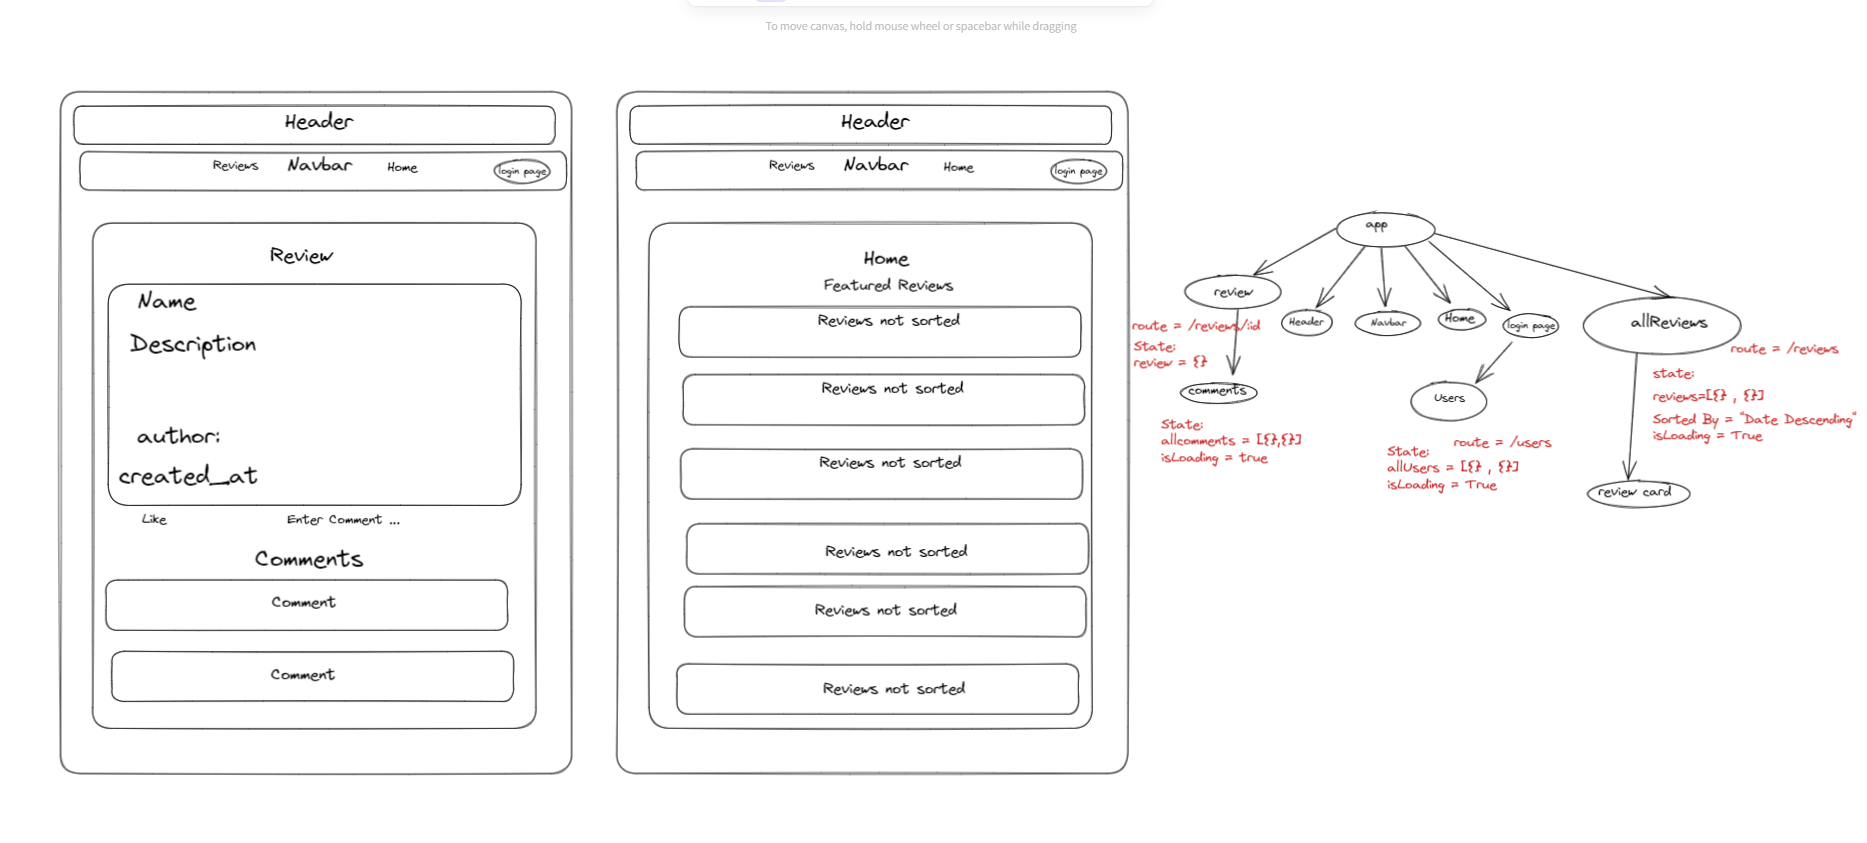 To move canvas, hold mouse wheel or spacebar while dragging
Header
Reviews Navbar Home login page
Review
Name
Description
author:
created_at
Like Enter Comment ...
Comments
Comment
Comment
Header
Reviews Navbar Home login page
Home
Featured Reviews
Reviews not sorted
Reviews not sorted
Reviews not sorted
Reviews not sorted
Reviews not sorted
Reviews not sorted
app
review
Header
Navbar
Home
login page
allReviews
route = /reviews/:id
State:
review = {}
comments
State:
allcomments = [{},{}]
isLoading = true
Users
route = /users
State:
allUsers = [{} , {}]
isLoading = True
route = /reviews
state:
reviews=[{} , {}]
Sorted By = "Date Descending"
isLoading = True
review card